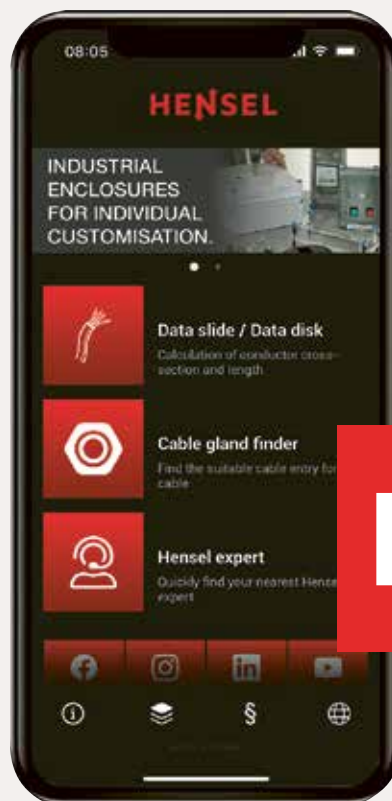 08:05
HENSEL
INDUSTRIAL
ENCLOSURES
FOR INDIVIDUAL
CUSTOMISATION.
Data slide / Data disk
Calculation of conductor cross-
section and length
Cable gland finder
Find the suitable cable entry for
cable
Hensel expert
Quickly find your nearest Hensel
expert
§